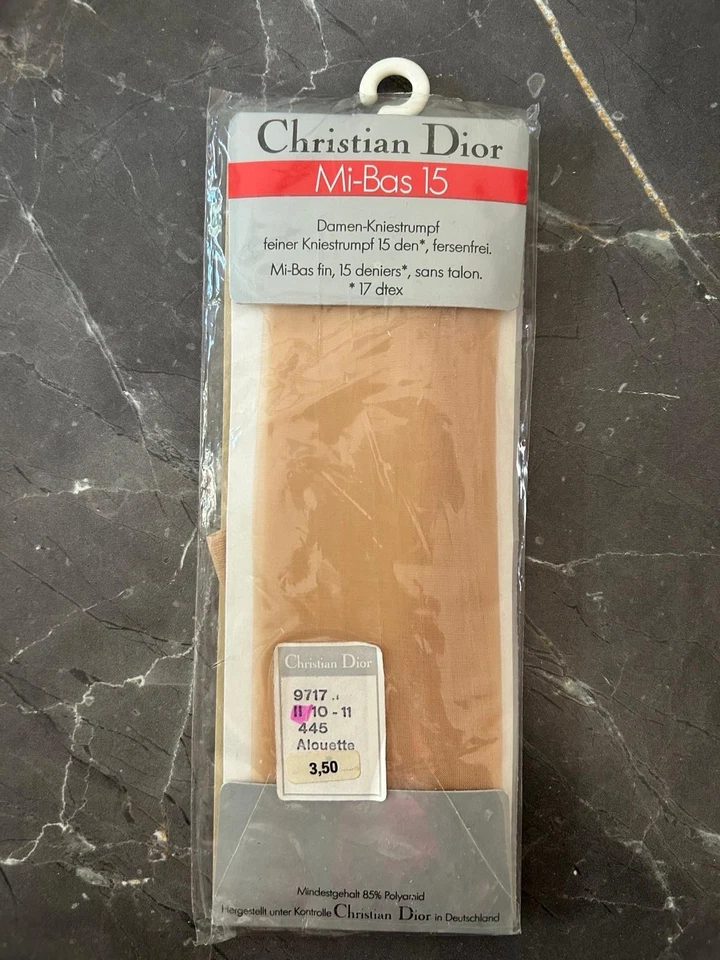 Christian Dior
Mi-Bas 15
Damen-Kniestrumpf
feiner Kniestrumpf 15 den*, fersenfrei.
Mi-Bas fin, 15 deniers*, sans talon.
* 17 dtex
Christian Dior
9717
II/10 - 11
445
Alouette
3,50
Mindestgehalt 85% Polyamid
Hergestellt unter Kontrolle Christian Dior in Deutschland